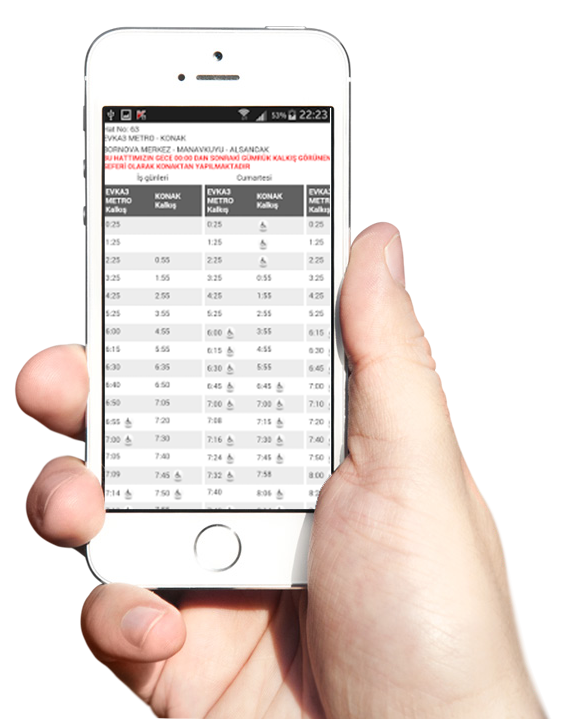 53% 22:23
Hat No: 63
EVKA3 METRO - KONAK
BORNOVA MERKEZ - MANAVKUYU - ALSANCAK
BU HATTIMIZIN GECE 00:00 DAN SONRAKİ GÜMRÜK KALKIŞ GÖRÜNEN
SEFERİ OLARAK KONAKTAN YAPILMAKTADIR
İş günleri Cumartesi
EVKA3 METRO Kalkış KONAK Kalkış EVKA3 METRO Kalkış KONAK Kalkış EVKA3 METRO Kalkış
0:25 0:25 0:25
1:25 1:25 1:25
2:25 0:55 2:25 2:25
3:25 1:55 3:25 0:55 3:25
4:25 2:55 4:25 1:55 4:25
5:25 3:55 5:25 2:55 5:25
6:00 4:55 6:00 3:55 6:15
6:15 5:55 6:15 4:55 6:30
6:30 6:35 6:30 5:55 6:45
6:40 6:50 6:45 6:45 7:00
6:50 7:05 7:00 7:00 7:10
6:55 7:20 7:08 7:15 7:20
7:00 7:30 7:16 7:30 7:40
7:05 7:40 7:24 7:45 7:50
7:09 7:45 7:32 7:58 8:00
7:14 7:50 7:40 8:06